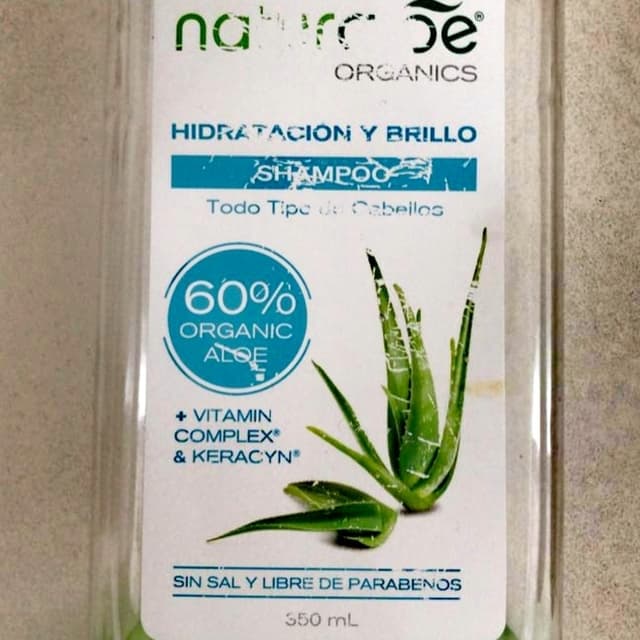 naturaloe®
ORGANICS
HIDRATACIÓN Y BRILLO
SHAMPOO
Todo Tipo de Cabellos
60%
ORGANIC
ALOE
+ VITAMIN
COMPLEX®
& KERACYN®
SIN SAL Y LIBRE DE PARABENOS
350 mL